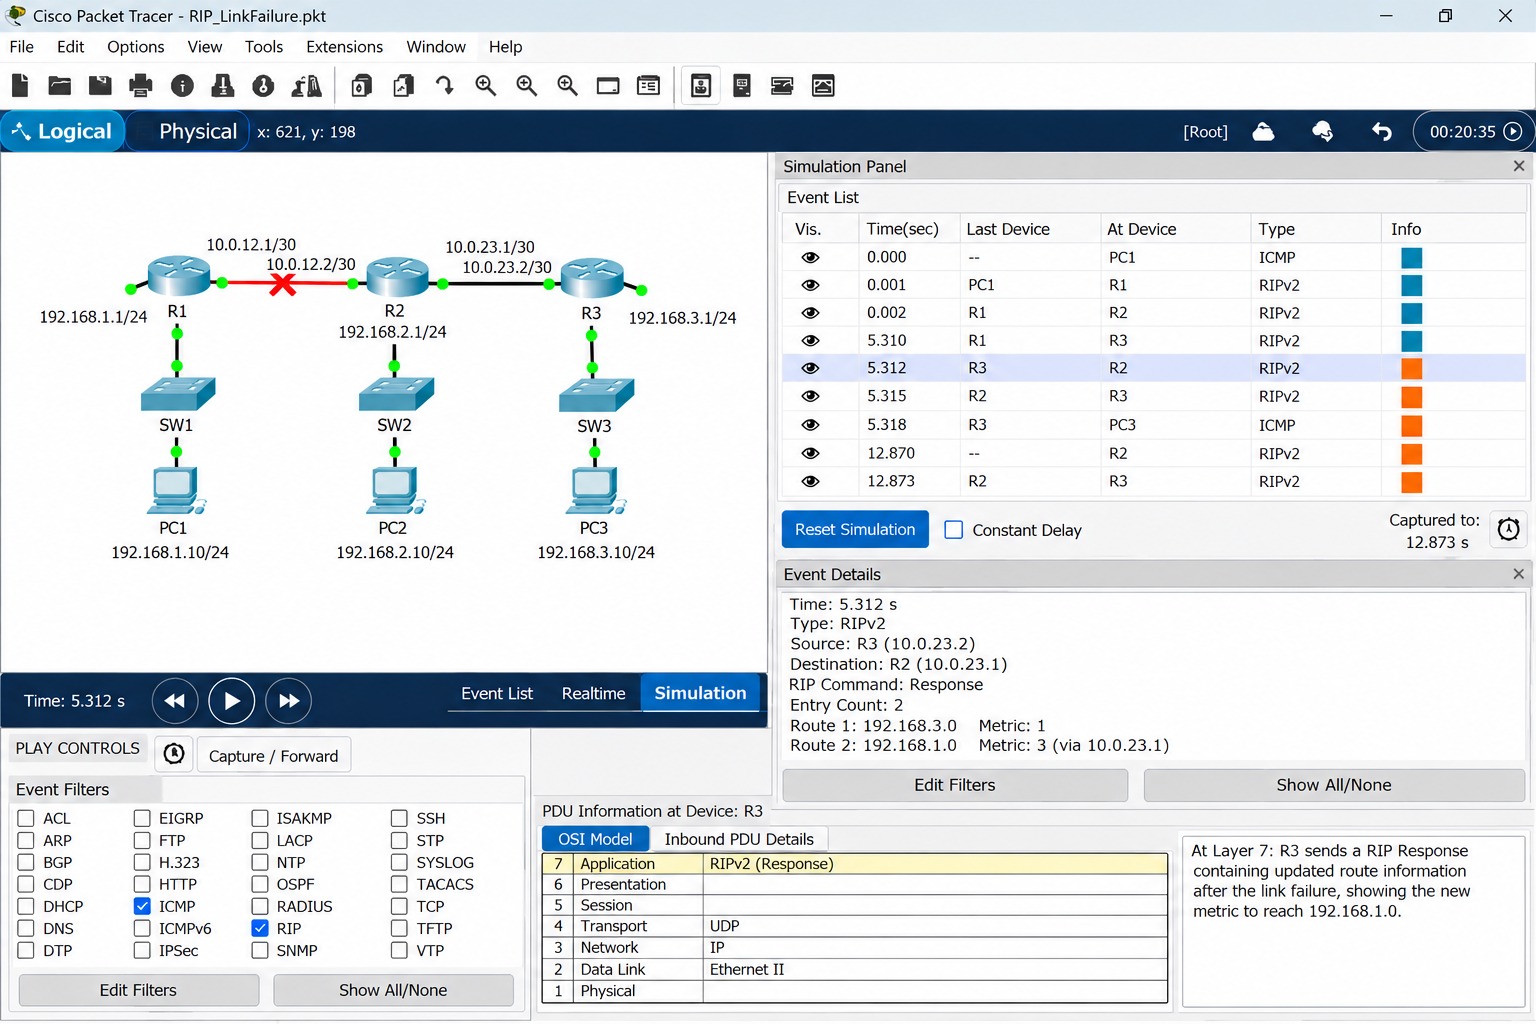 Cisco Packet Tracer - RIP_LinkFailure.pkt
File Edit Options View Tools Extensions Window Help
Logical Physical x: 621, y: 198 [Root] 00:20:35
10.0.12.1/30
10.0.12.2/30
10.0.23.1/30
10.0.23.2/30
R1
R2
R3
192.168.1.1/24
192.168.2.1/24
192.168.3.1/24
SW1
SW2
SW3
PC1
PC2
PC3
192.168.1.10/24
192.168.2.10/24
192.168.3.10/24
Simulation Panel
Event List
Vis. Time(sec) Last Device At Device Type Info
0.000 -- PC1 ICMP
0.001 PC1 R1 RIPv2
0.002 R1 R2 RIPv2
5.310 R1 R3 RIPv2
5.312 R3 R2 RIPv2
5.315 R2 R3 RIPv2
5.318 R3 PC3 ICMP
12.870 -- R2 RIPv2
12.873 R2 R3 RIPv2
Reset Simulation Constant Delay
Captured to:
12.873 s
Event Details
Time: 5.312 s
Type: RIPv2
Source: R3 (10.0.23.2)
Destination: R2 (10.0.23.1)
RIP Command: Response
Entry Count: 2
Route 1: 192.168.3.0 Metric: 1
Route 2: 192.168.1.0 Metric: 3 (via 10.0.23.1)
Edit Filters Show All/None
Time: 5.312 s Event List Realtime Simulation
PLAY CONTROLS Capture / Forward
Event Filters
ACL EIGRP ISAKMP SSH
ARP FTP LACP STP
BGP H.323 NTP SYSLOG
CDP HTTP OSPF TACACS
DHCP ICMP RADIUS TCP
DNS ICMPv6 RIP TFTP
DTP IPSec SNMP VTP
Edit Filters Show All/None
PDU Information at Device: R3
OSI Model Inbound PDU Details
7 Application RIPv2 (Response)
6 Presentation
5 Session
4 Transport UDP
3 Network IP
2 Data Link Ethernet II
1 Physical
At Layer 7: R3 sends a RIP Response
containing updated route information
after the link failure, showing the new
metric to reach 192.168.1.0.